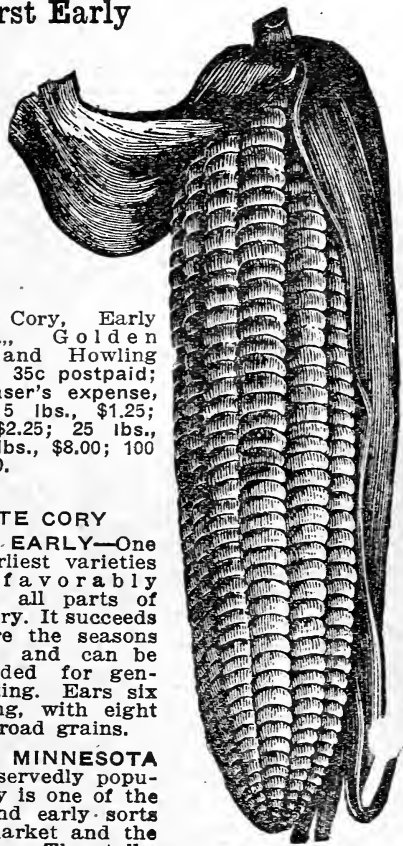 rst Early
Cory, Early
Golden
and Howling
35c postpaid;
aser's expense,
5 lbs., $1.25;
$2.25; 25 lbs.,
lbs., $8.00; 100
TE CORY
EARLY—One
rliest varieties
favorably
all parts of
ry. It succeeds
re the seasons
and can be
ded for gen-
ting. Ears six
ng, with eight
road grains.
MINNESOTA
servedly popu-
y is one of the
nd early sorts
arket and the